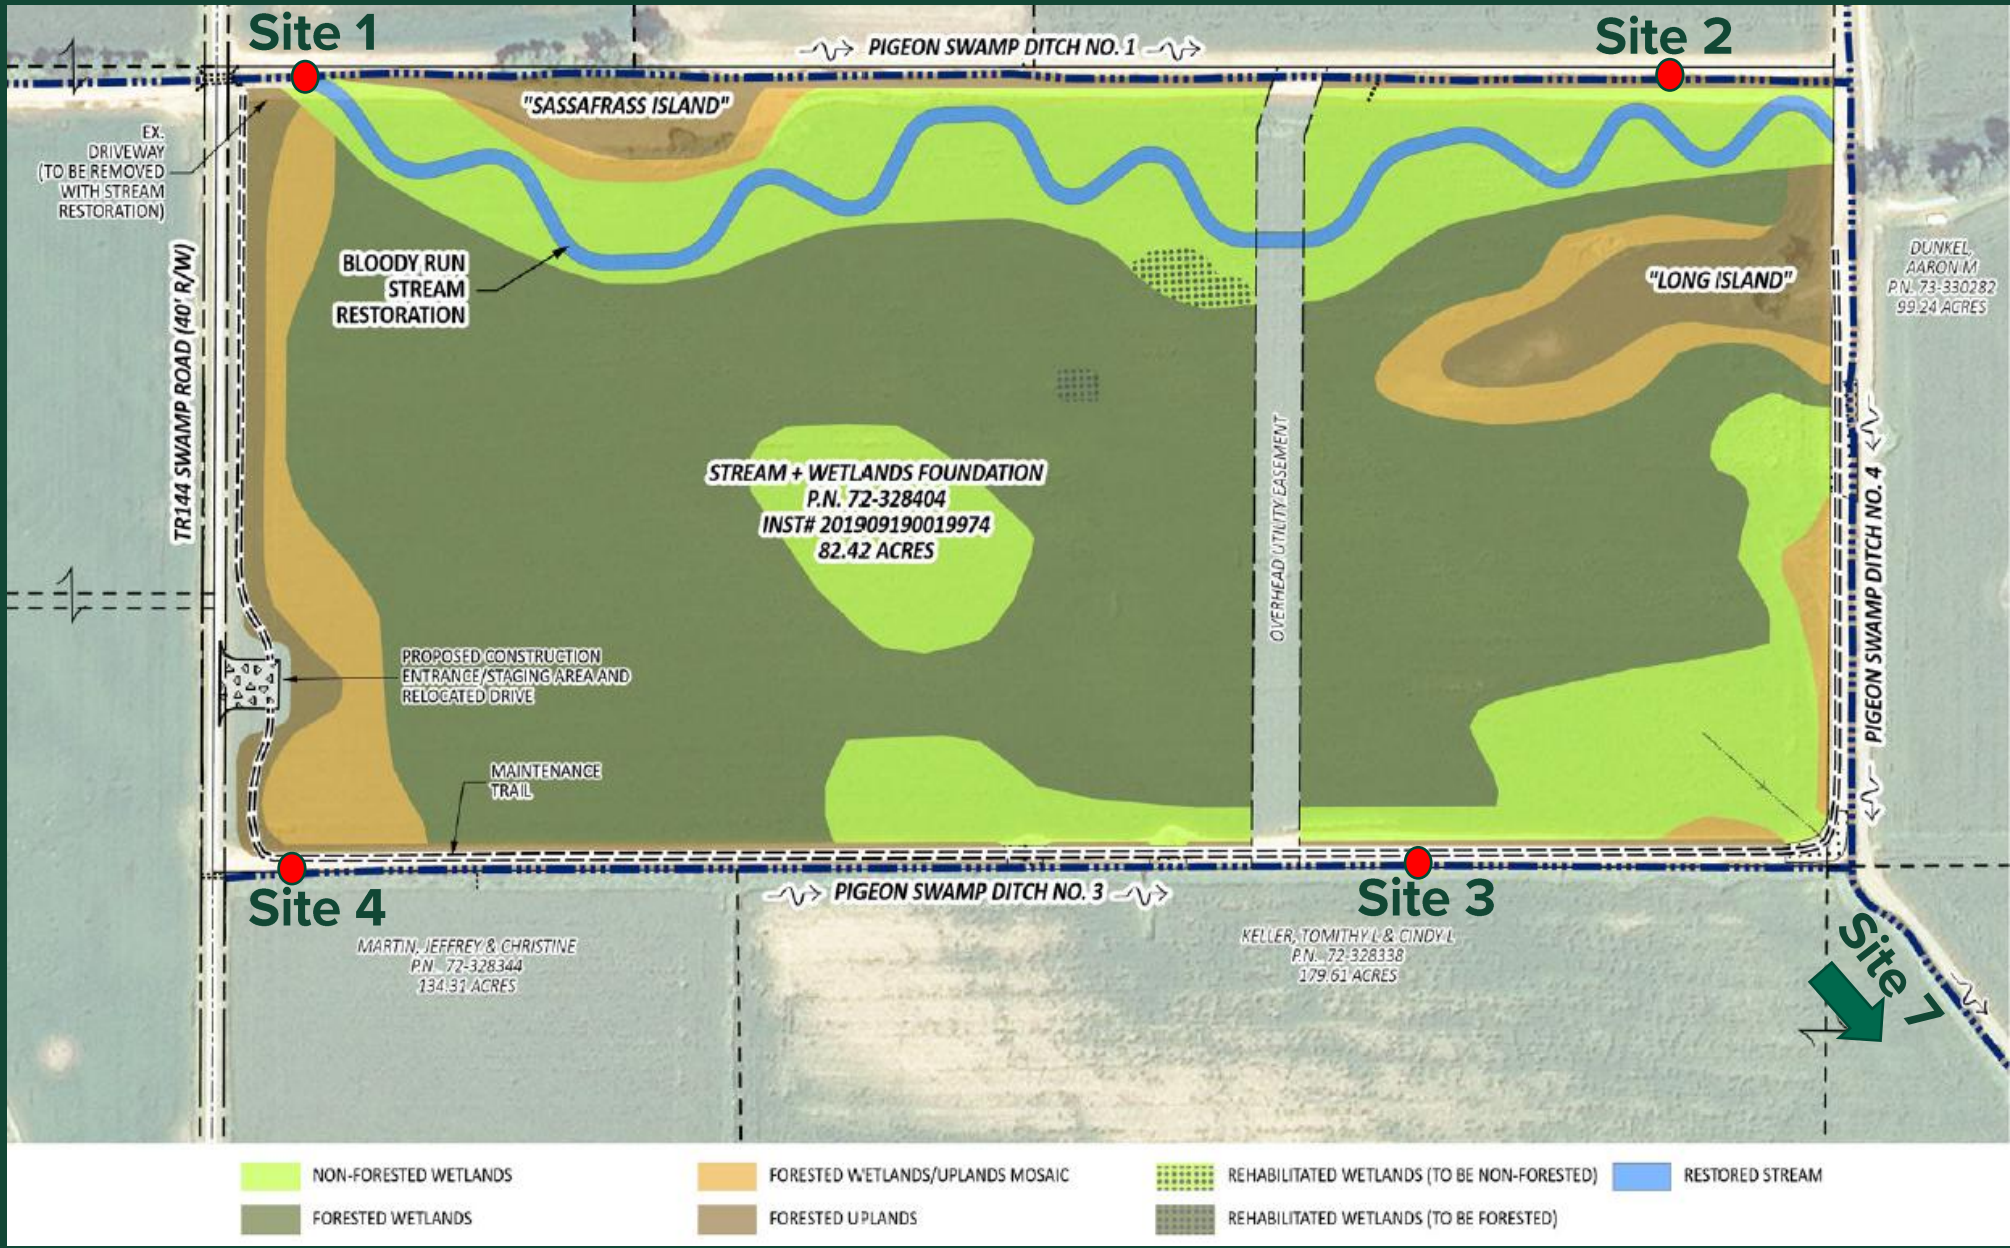 Site 1
Site 2
PIGEON SWAMP DITCH NO. 1
"SASSAFRASS ISLAND"
EX.
DRIVEWAY
(TO BE REMOVED
WITH STREAM
RESTORATION)
BLOODY RUN
STREAM
RESTORATION
"LONG ISLAND"
DUNKEL,
AARON M
P.N. 73-330282
99.24 ACRES
TR144 SWAMP ROAD (40' R/W)
STREAM + WETLANDS FOUNDATION
P.N. 72-328404
INST# 201909190019974
82.42 ACRES
OVERHEAD UTILITY EASEMENT
PIGEON SWAMP DITCH NO. 4
PROPOSED CONSTRUCTION
ENTRANCE/STAGING AREA AND
RELOCATED DRIVE
MAINTENANCE
TRAIL
Site 4
PIGEON SWAMP DITCH NO. 3
Site 3
MARTIN, JEFFREY & CHRISTINE
P.N. 72-328344
134.31 ACRES
KELLER, TOMITHY L & CINDY L
P.N. 72-328338
179.61 ACRES
Site 7
NON-FORESTED WETLANDS
FORESTED WETLANDS/UPLANDS MOSAIC
REHABILITATED WETLANDS (TO BE NON-FORESTED)
RESTORED STREAM
FORESTED WETLANDS
FORESTED UPLANDS
REHABILITATED WETLANDS (TO BE FORESTED)